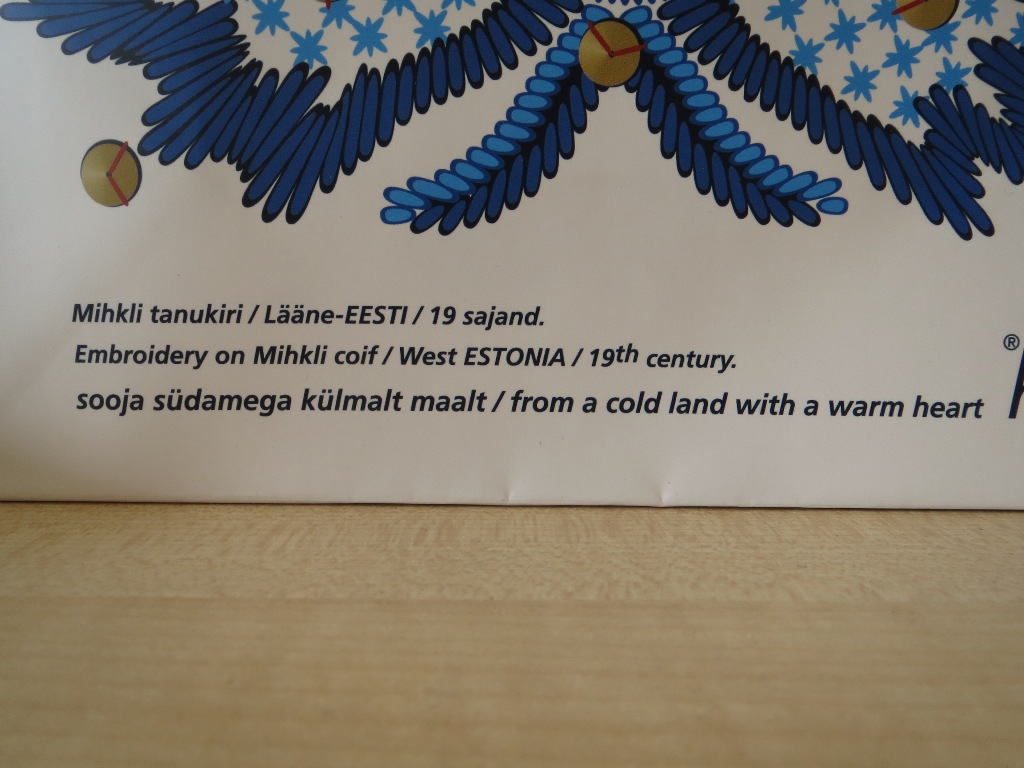 Mihkli tanukiri / Lääne-EESTI / 19 sajand.
Embroidery on Mihkli coif / West ESTONIA / 19th century.
sooja südamega külmalt maalt / from a cold land with a warm heart
®